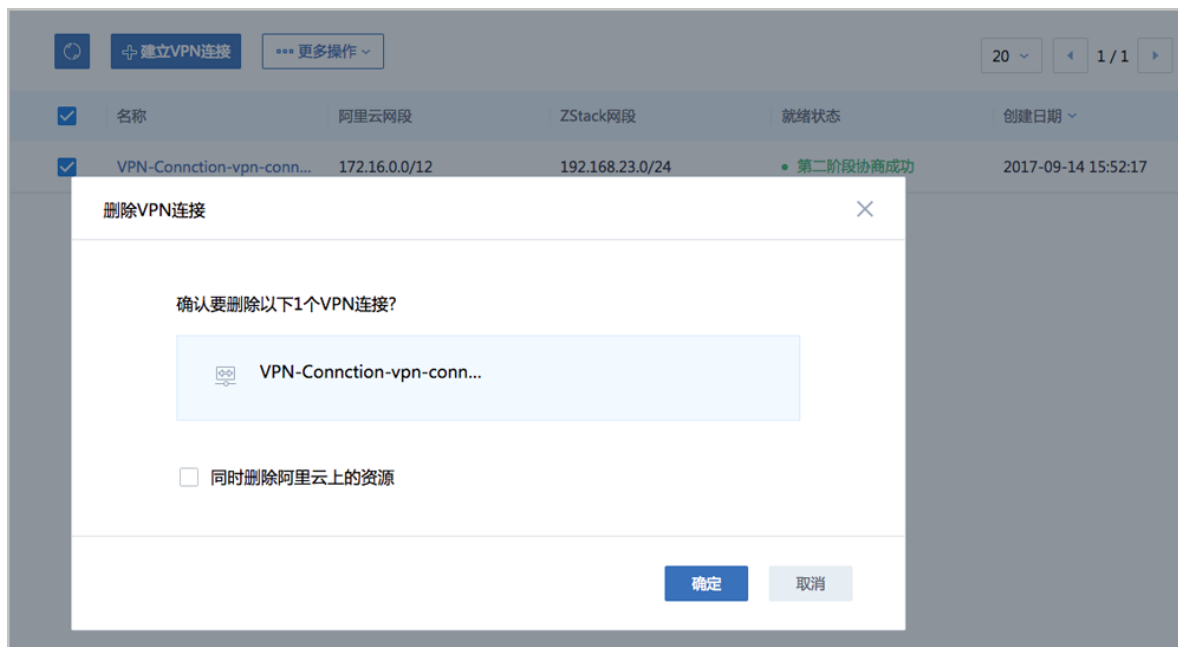 建立VPN连接 更多操作 20 1 / 1
名称 阿里云网段 ZStack网段 就绪状态 创建日期
VPN-Connction-vpn-conn... 172.16.0.0/12 192.168.23.0/24 第二阶段协商成功 2017-09-14 15:52:17
删除VPN连接
确认要删除以下1个VPN连接?
VPN-Connction-vpn-conn...
同时删除阿里云上的资源
确定 取消